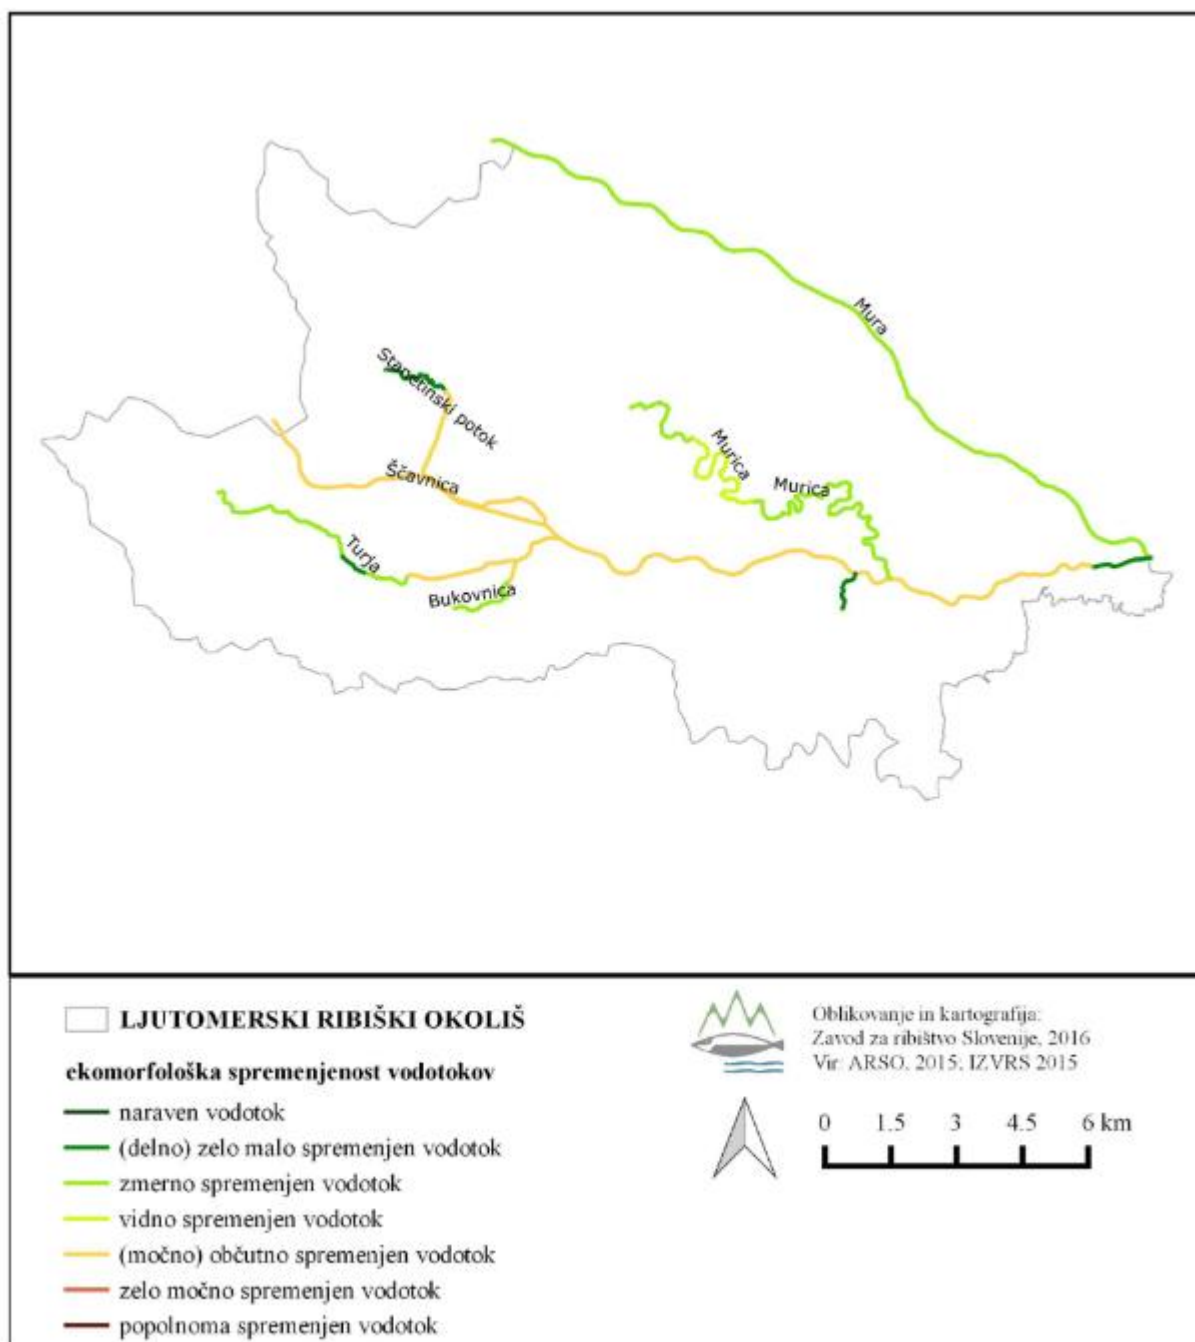 Mura
Stanetinski potok
Murica
Murica
Ščavnica
Turja
Bukovnica
LJUTOMERSKI RIBIŠKI OKOLIŠ
ekomorfološka spremenjenost vodotokov
naraven vodotok
(delno) zelo malo spremenjen vodotok
zmerno spremenjen vodotok
vidno spremenjen vodotok
(močno) občutno spremenjen vodotok
zelo močno spremenjen vodotok
popolnoma spremenjen vodotok
Oblikovanje in kartografija:
Zavod za ribištvo Slovenije, 2016
Vir: ARSO, 2015; IZVRS 2015
0 1.5 3 4.5 6 km